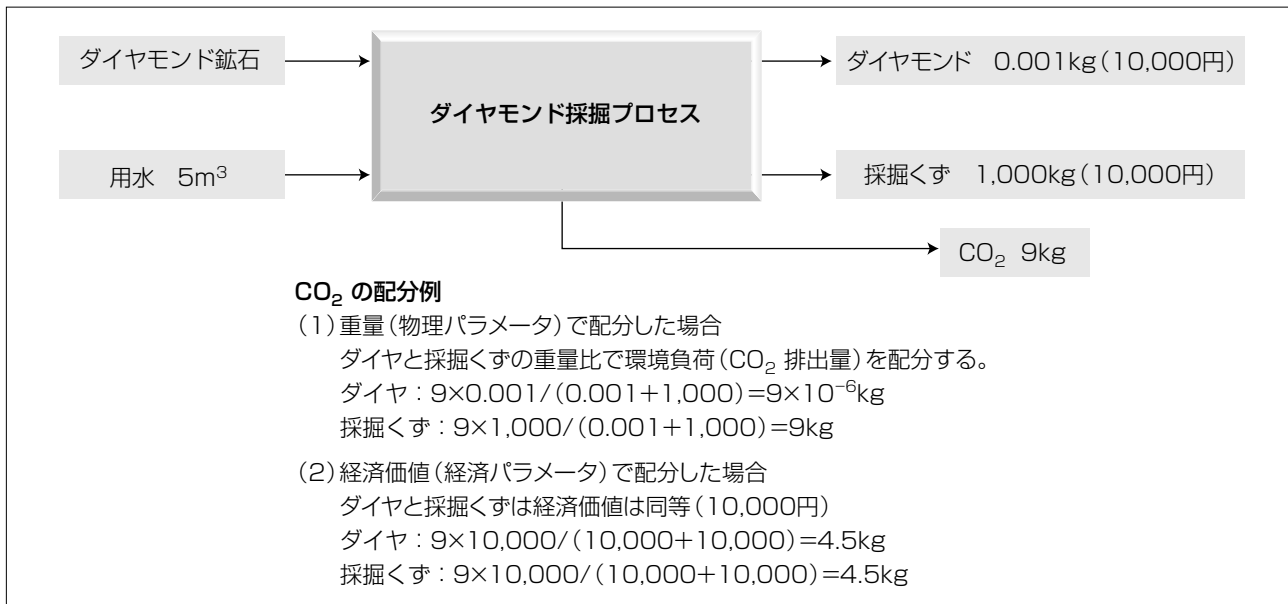 ダイヤモンド鉱石
用水 5m³
ダイヤモンド採掘プロセス
ダイヤモンド 0.001kg(10,000円)
採掘くず 1,000kg(10,000円)
CO₂ 9kg
CO₂ の配分例
(1)重量(物理パラメータ)で配分した場合
ダイヤと採掘くずの重量比で環境負荷(CO₂ 排出量)を配分する。
ダイヤ:9×0.001/(0.001+1,000)=9×10⁻⁶kg
採掘くず:9×1,000/(0.001+1,000)=9kg
(2)経済価値(経済パラメータ)で配分した場合
ダイヤと採掘くずは経済価値は同等(10,000円)
ダイヤ:9×10,000/(10,000+10,000)=4.5kg
採掘くず:9×10,000/(10,000+10,000)=4.5kg